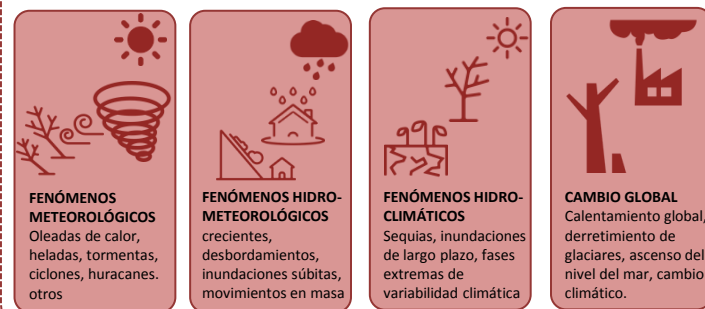 FENÓMENOS
METEOROLÓGICOS
Oleadas de calor,
heladas, tormentas,
ciclones, huracanes.
otros
FENÓMENOS HIDRO-
METEOROLÓGICOS
crecientes,
desbordamientos,
inundaciones súbitas,
movimientos en masa
FENÓMENOS HIDRO-
CLIMÁTICOS
Sequias, inundaciones
de largo plazo, fases
extremas de
variabilidad climática
CAMBIO GLOBAL
Calentamiento global,
derretimiento de
glaciares, ascenso del
nivel del mar, cambio
climático.